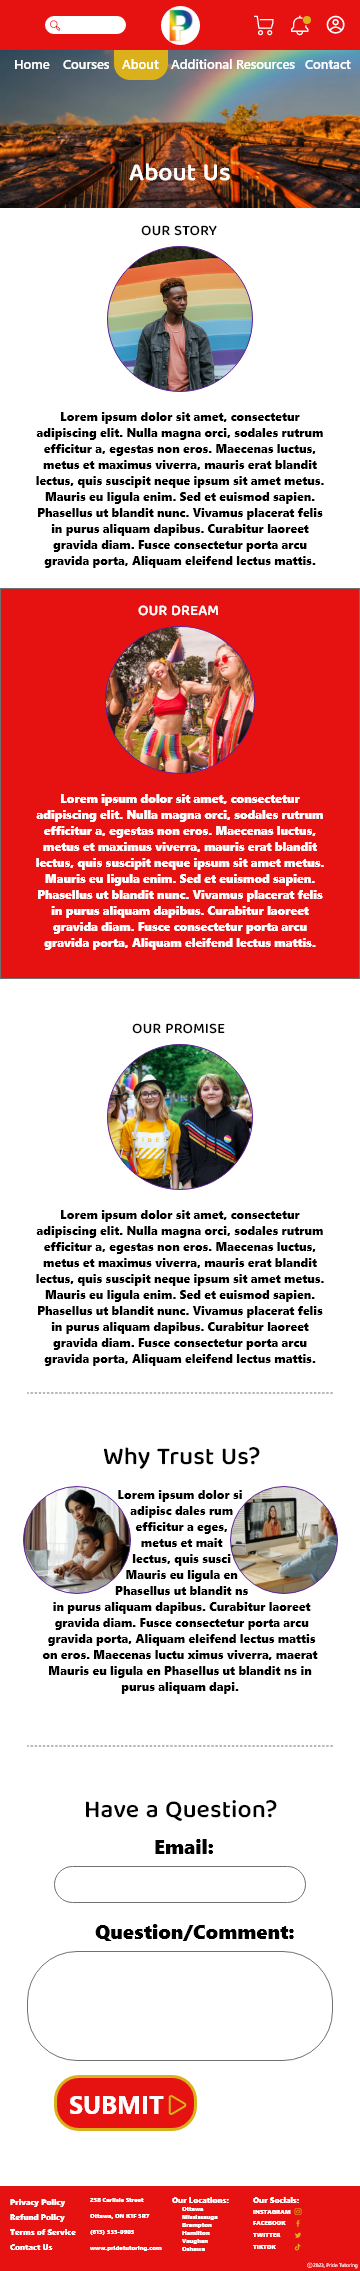 Home Courses About Additional Resources Contact
About Us
OUR STORY
Lorem ipsum dolor sit amet, consectetur
adipiscing elit. Nulla magna orci, sodales rutrum
efficitur a, egestas non eros. Maecenas luctus,
metus et maximus viverra, mauris erat blandit
lectus, quis suscipit neque ipsum sit amet metus.
Mauris eu ligula enim. Sed et euismod sapien.
Phasellus ut blandit nunc. Vivamus placerat felis
in purus aliquam dapibus. Curabitur laoreet
gravida diam. Fusce consectetur porta arcu
gravida porta, Aliquam eleifend lectus mattis.
OUR DREAM
Lorem ipsum dolor sit amet, consectetur
adipiscing elit. Nulla magna orci, sodales rutrum
efficitur a, egestas non eros. Maecenas luctus,
metus et maximus viverra, mauris erat blandit
lectus, quis suscipit neque ipsum sit amet metus.
Mauris eu ligula enim. Sed et euismod sapien.
Phasellus ut blandit nunc. Vivamus placerat felis
in purus aliquam dapibus. Curabitur laoreet
gravida diam. Fusce consectetur porta arcu
gravida porta, Aliquam eleifend lectus mattis.
OUR PROMISE
Lorem ipsum dolor sit amet, consectetur
adipiscing elit. Nulla magna orci, sodales rutrum
efficitur a, egestas non eros. Maecenas luctus,
metus et maximus viverra, mauris erat blandit
lectus, quis suscipit neque ipsum sit amet metus.
Mauris eu ligula enim. Sed et euismod sapien.
Phasellus ut blandit nunc. Vivamus placerat felis
in purus aliquam dapibus. Curabitur laoreet
gravida diam. Fusce consectetur porta arcu
gravida porta, Aliquam eleifend lectus mattis.
Why Trust Us?
Lorem ipsum dolor si
adipisc dales rum
efficitur a eges,
metus et mait
lectus, quis susci
Mauris eu ligula en
Phasellus ut blandit ns
in purus aliquam dapibus. Curabitur laoreet
gravida diam. Fusce consectetur porta arcu
gravida porta, Aliquam eleifend lectus mattis
on eros. Maecenas luctu ximus viverra, maerat
Mauris eu ligula en Phasellus ut blandit ns in
purus aliquam dapi.
Have a Question?
Email:
Question/Comment:
SUBMIT
Privacy Policy
Refund Policy
Terms of Service
Contact Us
238 Carlisle Street
Ottawa, ON K1F 5R7
(613) 555-0903
www.pridetutoring.com
Our Locations:
Ottawa
Mississauga
Brampton
Hamilton
Vaughan
Oshawa
Our Socials:
INSTAGRAM
FACEBOOK
TWITTER
TIKTOK
©2023, Pride Tutoring